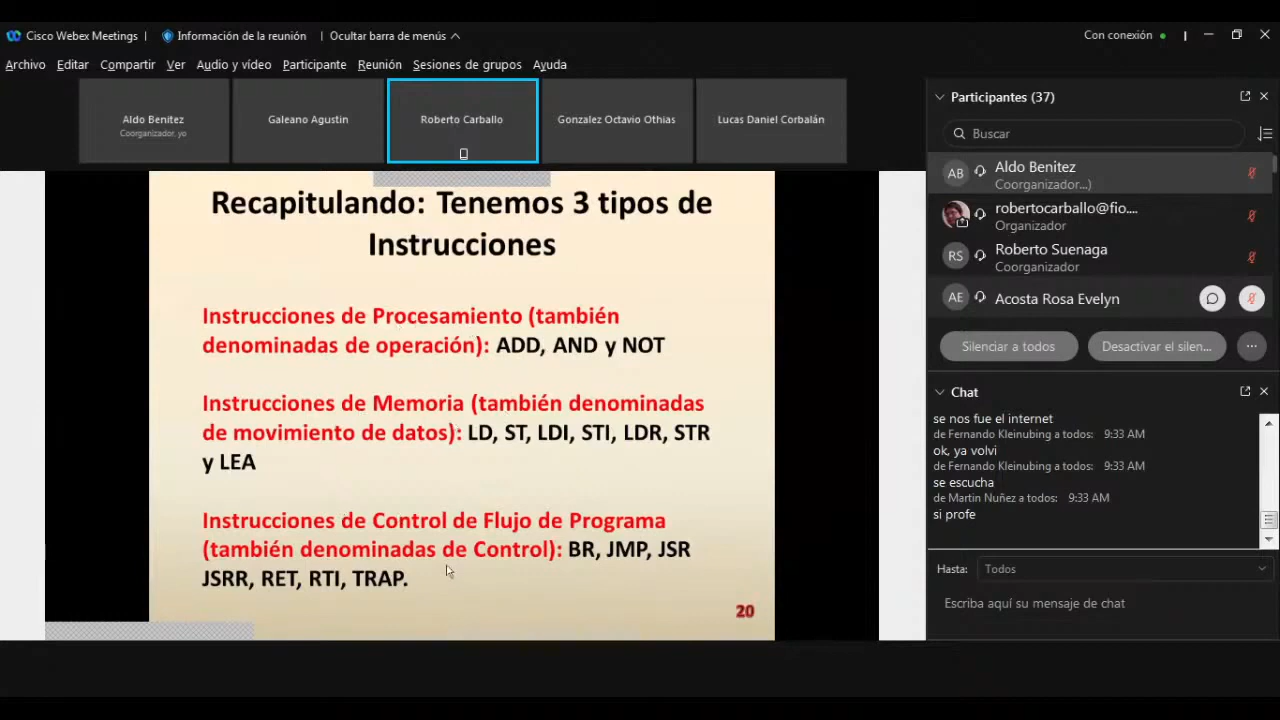 Cisco Webex Meetings | Información de la reunión | Ocultar barra de menús
Con conexión
Archivo Editar Compartir Ver Audio y vídeo Participante Reunión Sesiones de grupos Ayuda
Aldo Benitez
Coorganizador, yo
Galeano Agustin
Roberto Carballo
Gonzalez Octavio Othias
Lucas Daniel Corbalán
Recapitulando: Tenemos 3 tipos de
Instrucciones
Instrucciones de Procesamiento (también
denominadas de operación): ADD, AND y NOT
Instrucciones de Memoria (también denominadas
de movimiento de datos): LD, ST, LDI, STI, LDR, STR
y LEA
Instrucciones de Control de Flujo de Programa
(también denominadas de Control): BR, JMP, JSR
JSRR, RET, RTI, TRAP.
20
Participantes (37)
Buscar
AB
Aldo Benitez
Coorganizador...)
robertocarballo@fio....
Organizador
RS
Roberto Suenaga
Coorganizador
AE
Acosta Rosa Evelyn
Silenciar a todos
Desactivar el silen...
...
Chat
se nos fue el internet
de Fernando Kleinubing a todos: 9:33 AM
ok, ya volvi
de Fernando Kleinubing a todos: 9:33 AM
se escucha
de Martin Nuñez a todos: 9:33 AM
si profe
Hasta: Todos
Escriba aquí su mensaje de chat